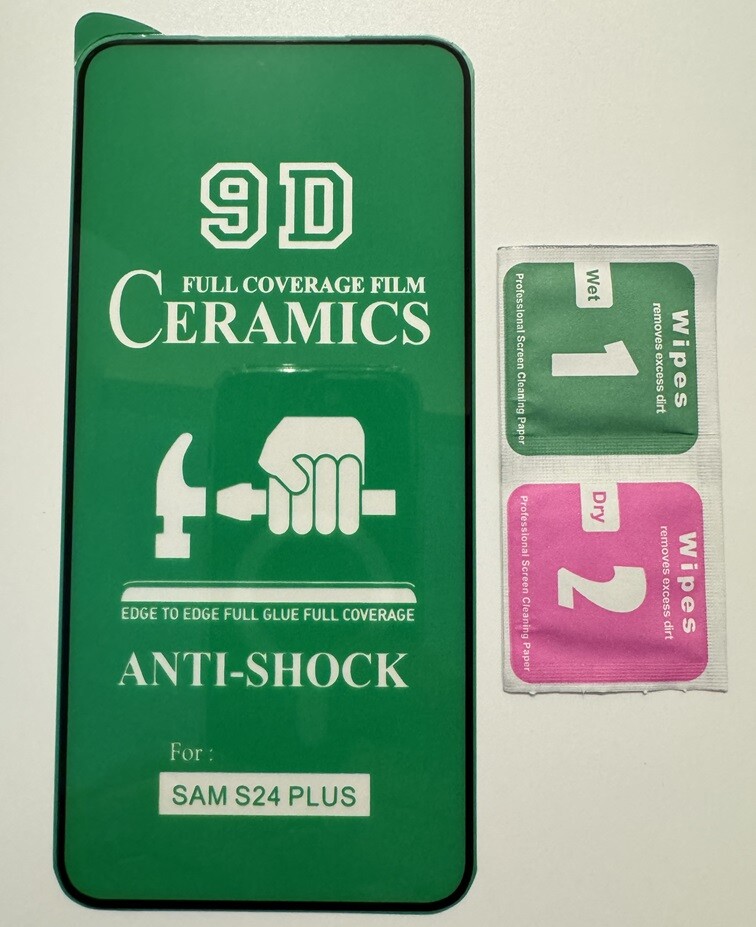 9D
FULL COVERAGE FILM
CERAMICS
EDGE TO EDGE FULL GLUE FULL COVERAGE
ANTI-SHOCK
For :
SAM S24 PLUS
Wipes
removes excess dirt
1
Wet
Professional Screen Cleaning Paper
Wipes
removes excess dirt
2
Dry
Professional Screen Cleaning Paper